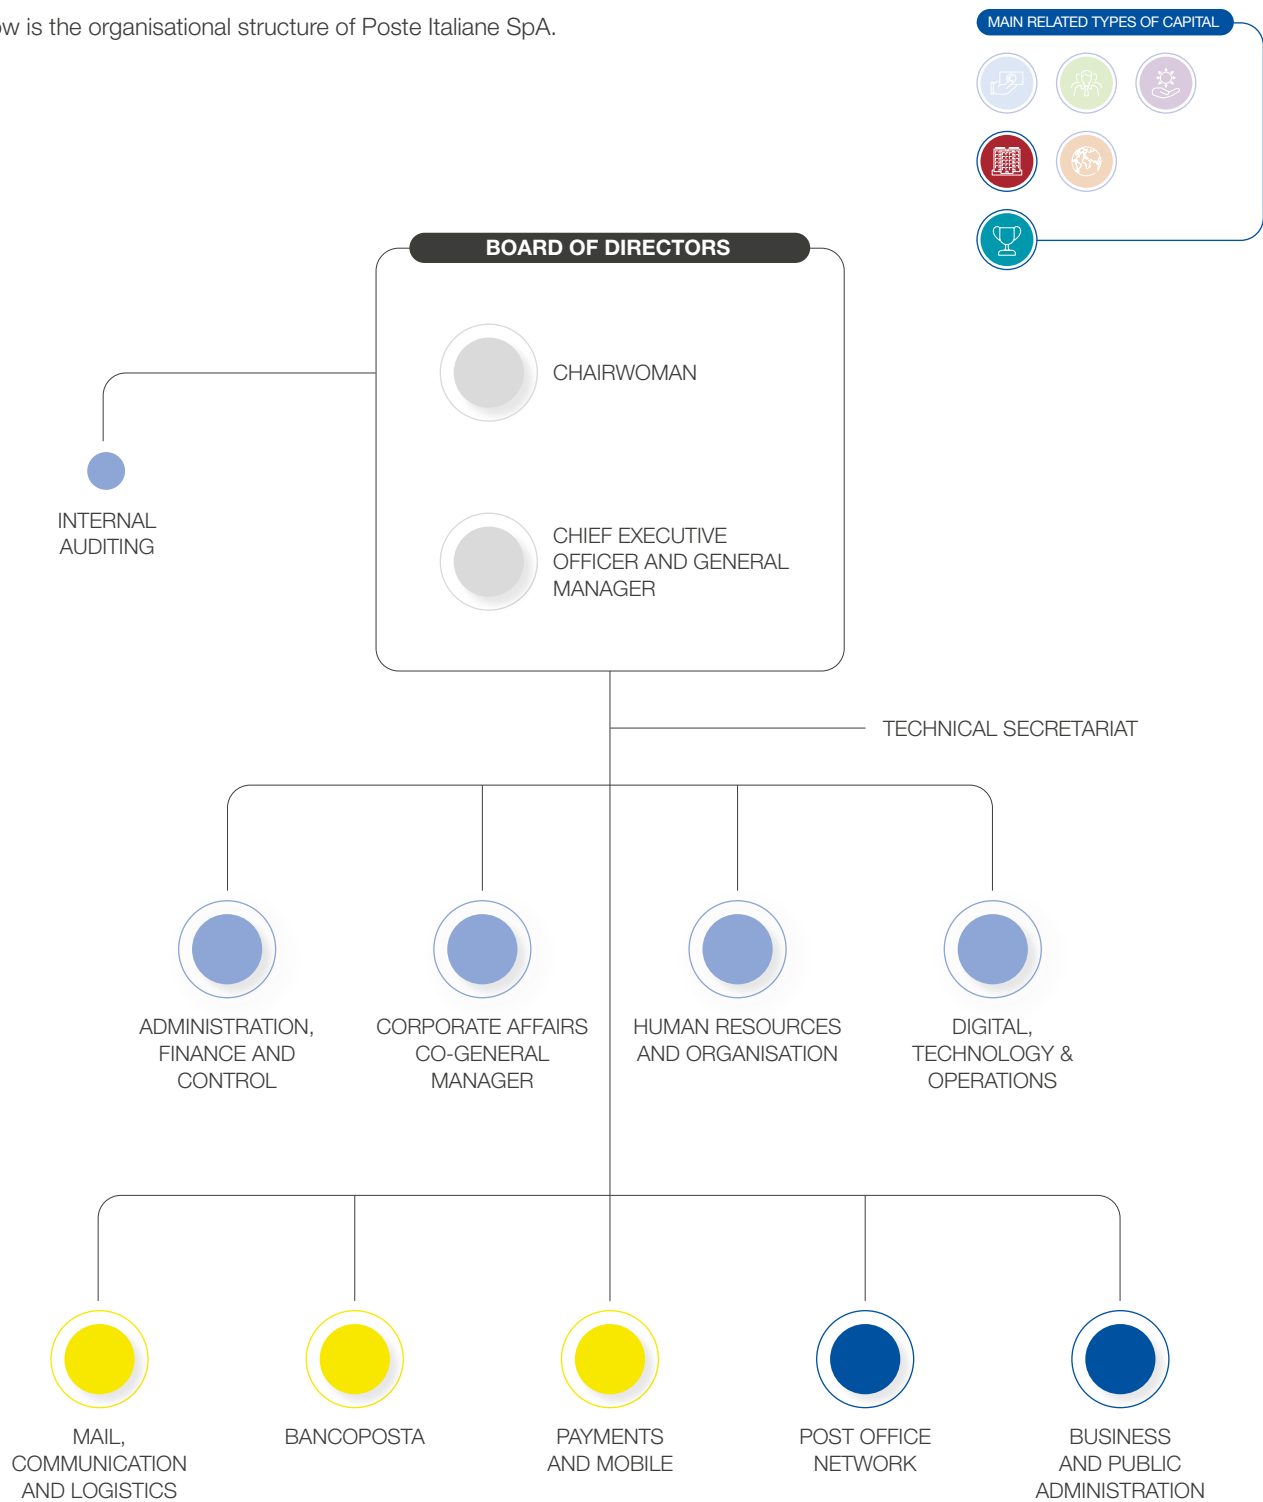 is the organisational structure of Poste Italiane SpA.
MAIN RELATED TYPES OF CAPITAL
BOARD OF DIRECTORS
CHAIRWOMAN
INTERNAL
AUDITING
CHIEF EXECUTIVE
OFFICER AND GENERAL
MANAGER
TECHNICAL SECRETARIAT
ADMINISTRATION,
FINANCE AND
CONTROL
CORPORATE AFFAIRS
CO-GENERAL
MANAGER
HUMAN RESOURCES
AND ORGANISATION
DIGITAL,
TECHNOLOGY &
OPERATIONS
MAIL,
COMMUNICATION
AND LOGISTICS
BANCOPOSTA
PAYMENTS
AND MOBILE
POST OFFICE
NETWORK
BUSINESS
AND PUBLIC
ADMINISTRATION